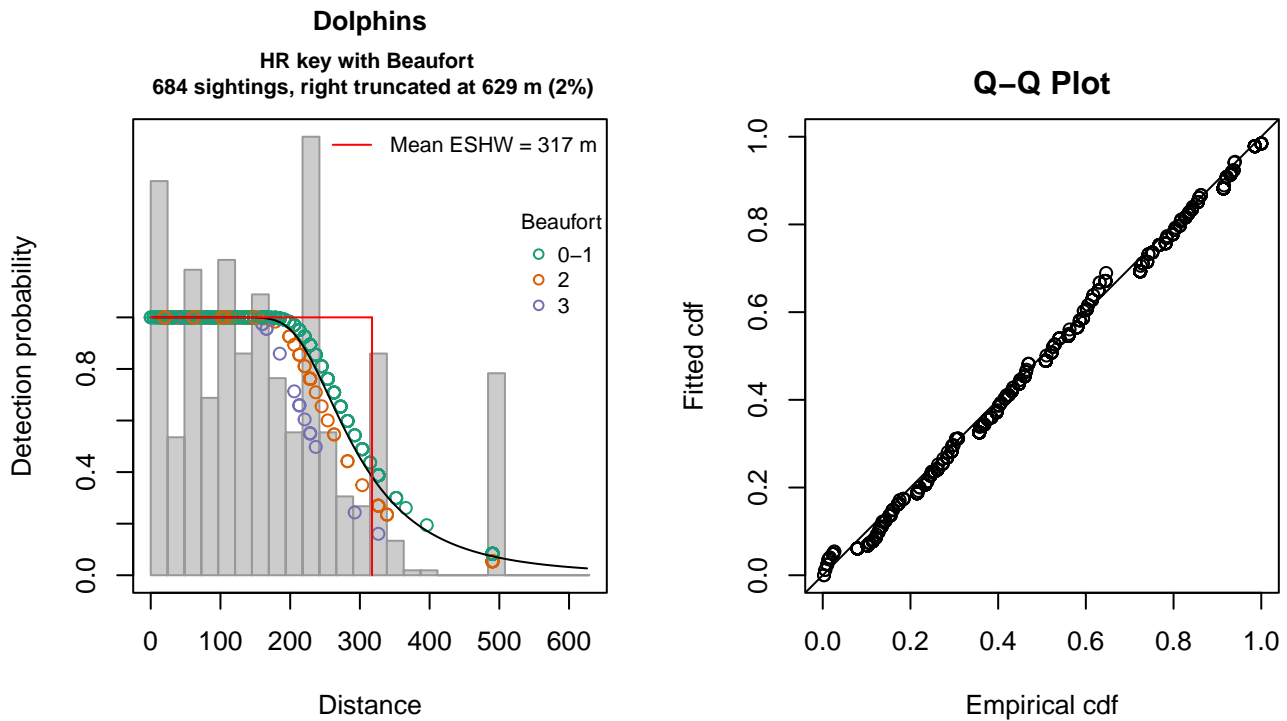 Dolphins
HR key with Beaufort
684 sightings, right truncated at 629 m (2%)
Mean ESHW = 317 m
Beaufort
0−1
2
3
Detection probability
0.0
0.4
0.8
0 100 200 300 400 500 600
Distance
Q−Q Plot
Fitted cdf
0.0
0.2
0.4
0.6
0.8
1.0
0.0 0.2 0.4 0.6 0.8 1.0
Empirical cdf